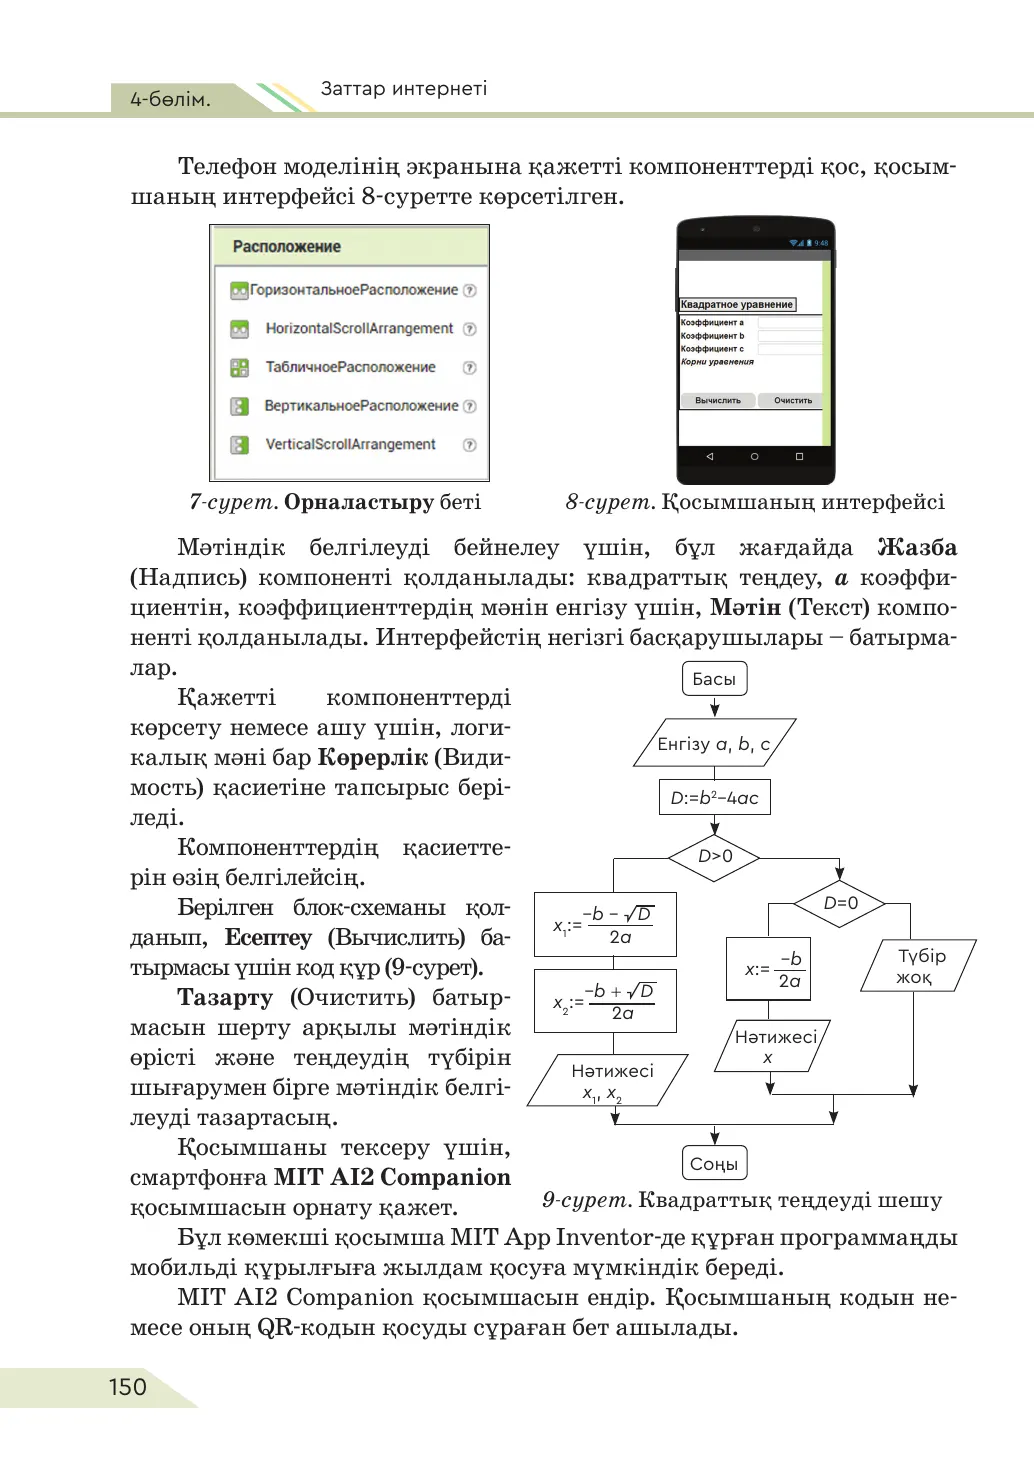 4-бөлім.
Заттар интернеті
Телефон моделінің экранына қажетті компоненттерді қос, қосым-
шаның интерфейсі 8-суретте көрсетілген.
Расположение
ГоризонтальноеРасположение ?
HorizontalScrollArrangement ?
ТабличноеРасположение ?
ВертикальноеРасположение ?
VerticalScrollArrangement ?
7-сурет. Орналастыру беті
9:48
Квадратное уравнение
Коэффициент a
Коэффициент b
Коэффициент c
Корни уравнения
Вычислить Очистить
8-сурет. Қосымшаның интерфейсі
Мәтіндік белгілеуді бейнелеу үшін, бұл жағдайда Жазба
(Надпись) компоненті қолданылады: квадраттық теңдеу, a коэффи-
циентін, коэффициенттердің мәнін енгізу үшін, Мәтін (Текст) компо-
ненті қолданылады. Интерфейстің негізгі басқарушылары – батырма-
лар.
Қажетті компоненттерді
көрсету немесе ашу үшін, логи-
калық мәні бар Көрерлік (Види-
мость) қасиетіне тапсырыс бері-
леді.
Компоненттердің қасиетте-
рін өзің белгілейсің.
Берілген блок-схеманы қол-
данып, Есептеу (Вычислить) ба-
тырмасы үшін код құр (9-сурет).
Тазарту (Очистить) батыр-
масын шерту арқылы мәтіндік
өрісті және теңдеудің түбірін
шығарумен бірге мәтіндік белгі-
леуді тазартасың.
Қосымшаны тексеру үшін,
смартфонға MIT AI2 Companion
қосымшасын орнату қажет.
Басы
Енгізу a, b, c
D:=b²–4ac
D>0
D=0
x₁:= –b – √D
2a
x₂:= –b + √D
2a
Нәтижесі
x₁, x₂
x:= –b
2a
Нәтижесі
x
Түбір
жоқ
Соңы
9-сурет. Квадраттық теңдеуді шешу
Бұл көмекші қосымша MIT App Inventor-де құрған программаңды
мобильді құрылғыға жылдам қосуға мүмкіндік береді.
MIT AI2 Companion қосымшасын ендір. Қосымшаның кодын не-
месе оның QR-кодын қосуды сұраған бет ашылады.
150